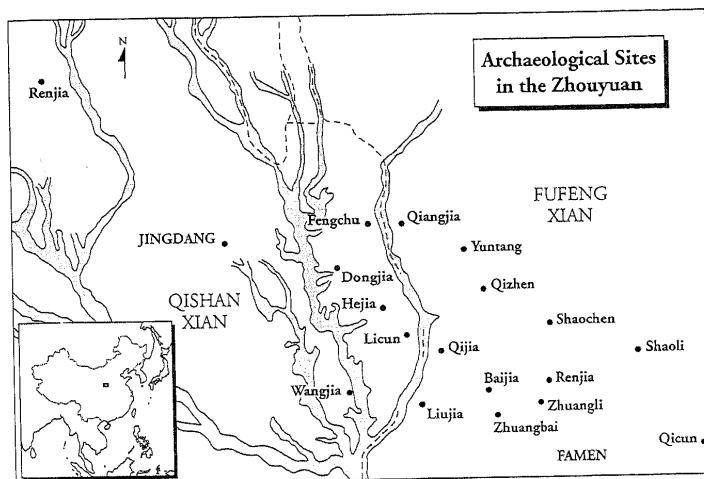 Archaeological Sites
in the Zhouyuan
N
Renjia
FUFENG
XIAN
Fengchu
Qiangjia
JINGDANG
Yuntang
Dongjia
Qizhen
QISHAN
XIAN
Hejia
Shaochen
Licun
Qijia
Shaoli
Wangjia
Baijia
Renjia
Liujia
Zhuangli
Zhuangbai
Qicun
FAMEN